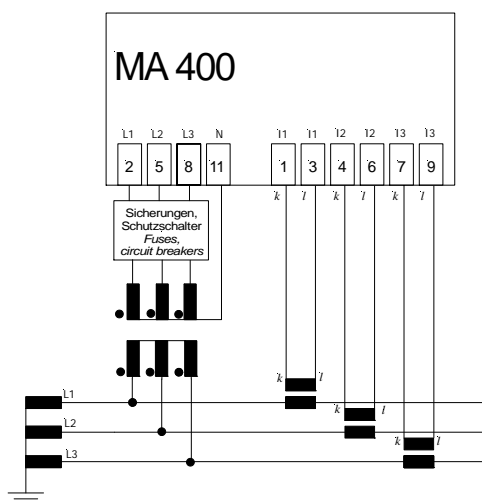 MA 400
L1 L2 L3 N I1 I1 I2 I2 I3 I3
2 5 8 11 1 3 4 6 7 9
k l k l k l
Sicherungen,
Schutzschalter
Fuses,
circuit breakers
k l
L1
k l
L2
k l
L3